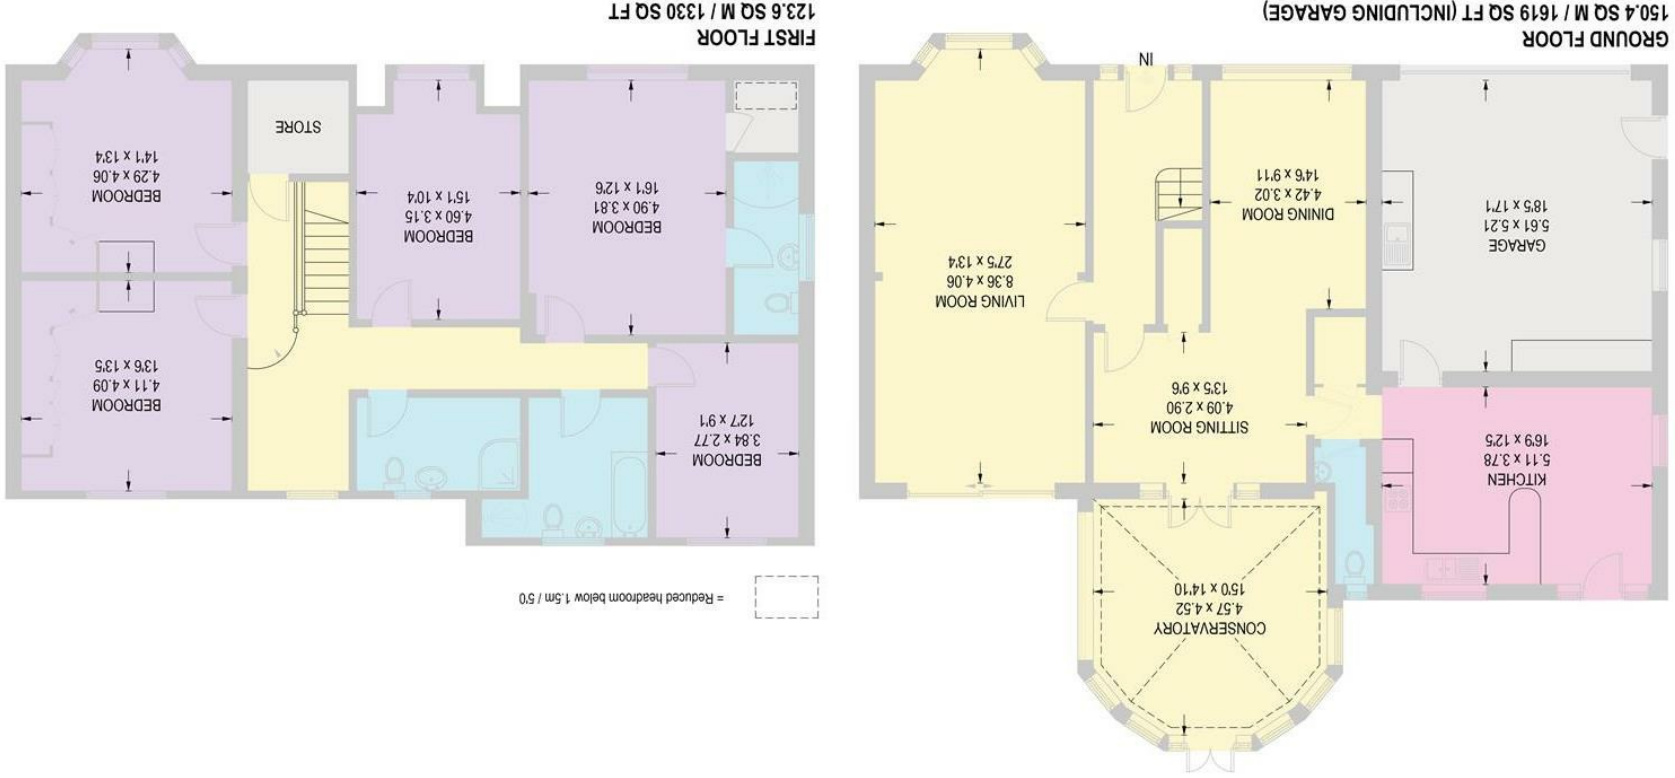 CONSERVATORY
4.57 x 4.52
15'0 x 14'10
KITCHEN
5.11 x 3.78
16'9 x 12'5
SITTING ROOM
4.09 x 2.90
13'5 x 9'6
LIVING ROOM
8.36 x 4.06
27'5 x 13'4
GARAGE
5.61 x 5.21
18'5 x 17'1
DINING ROOM
4.42 x 3.02
14'6 x 9'11
IN
GROUND FLOOR
150.4 SQ M / 1619 SQ FT (INCLUDING GARAGE)
= Reduced headroom below 1.5m / 5'0
BEDROOM
3.84 x 2.77
12'7 x 9'1
BEDROOM
4.11 x 4.09
13'6 x 13'5
BEDROOM
4.90 x 3.81
16'1 x 12'6
BEDROOM
4.60 x 3.15
15'1 x 10'4
BEDROOM
4.29 x 4.06
14'1 x 13'4
STORE
FIRST FLOOR
123.6 SQ M / 1330 SQ FT